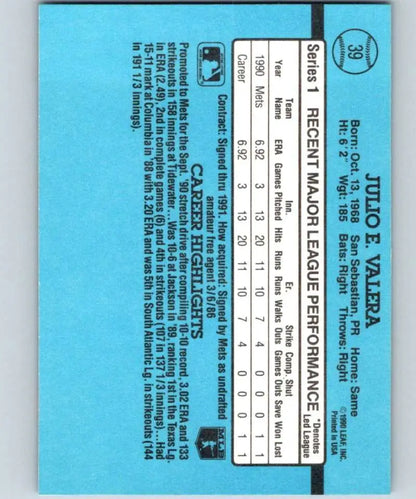 39
JULIO E. VALERA
Born: Oct. 13, 1968 San Sebastian, PR Home: Same
Ht: 6' 2" Wgt: 185 Bats: Right Throws: Right
©1990 LEAF, INC.
Printed in USA
Series 1 RECENT MAJOR LEAGUE PERFORMANCE *Denotes Led League
Team Inn. Er. Strike Comp. Shut
Year Name ERA Games Pitched Hits Runs Runs Walks Outs Games Outs Save Won Lost
1990 Mets 6.92 3 13 20 11 10 7 4 0 0 0 1 1
Career 6.92 3 13 20 11 10 7 4 0 0 0 1 1
Contract: Signed thru 1991. How acquired: Signed by Mets as undrafted
amateur free agent 3/6/86
CAREER HIGHLIGHTS
Promoted to Mets for the Sept. '90 stretch drive after compiling 10-10 record, 3.02 ERA and 133
strikeouts in 158 innings at Tidewater... Was 10-6 at Jackson in '89, ranking 1st in the Texas Lg.
in ERA (2.49), 2nd in complete games (6) and 4th in strikeouts (107 in 137 1/3 innings)... Had
15-11 mark at Columbia in '88 with 3.20 ERA and was 5th in South Atlantic Lg. in strikeouts (144
in 191 1/3 innings).